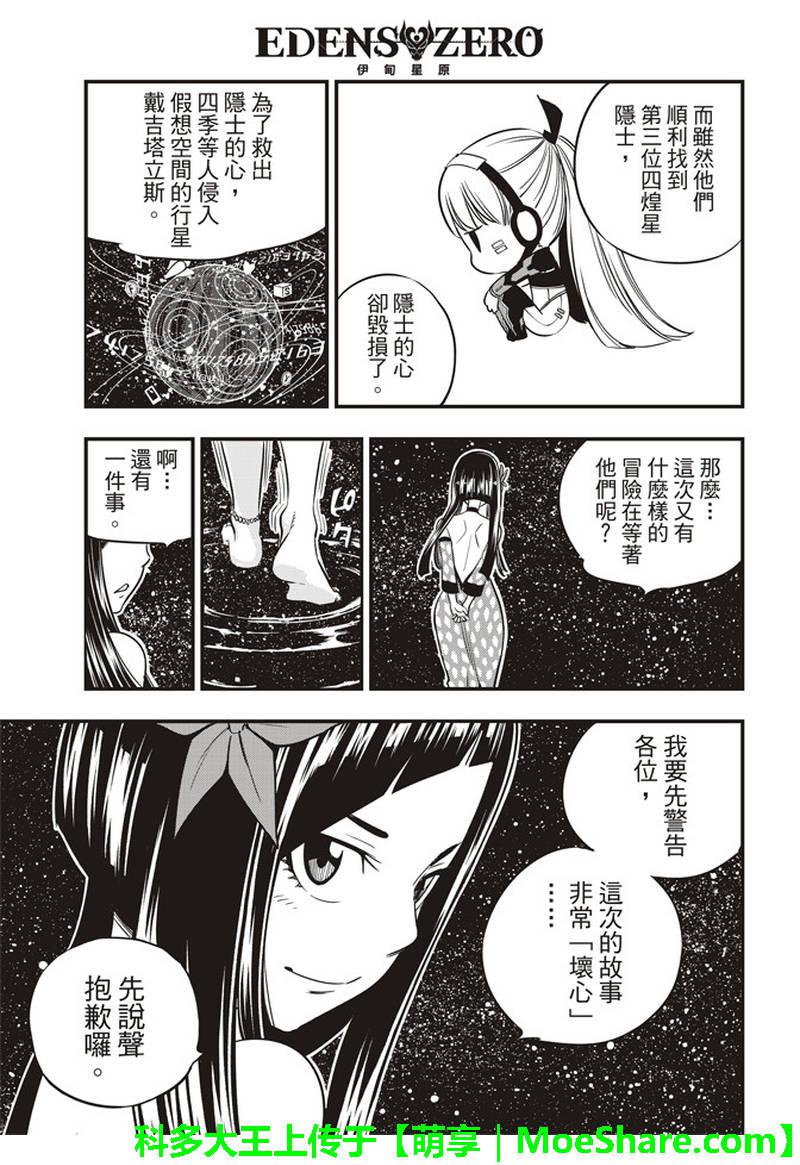 EDENS ZERO
伊甸星原
而雖然他們
順利找到
第三位四煌星
隱士，
隱士的心
卻毀損了。
為了救出
隱士的心，
四季等人侵入
假想空間的行星
戴吉塔立斯。
那麼…
這次又有
什麼樣的
冒險在等著
他們呢？
ピタ
啊…
還有
一件事。
我要先警告
各位，
這次的故事
非常「壞心」
……
先說聲
抱歉囉。
科多大王上传于【萌享 | MoeShare.com】